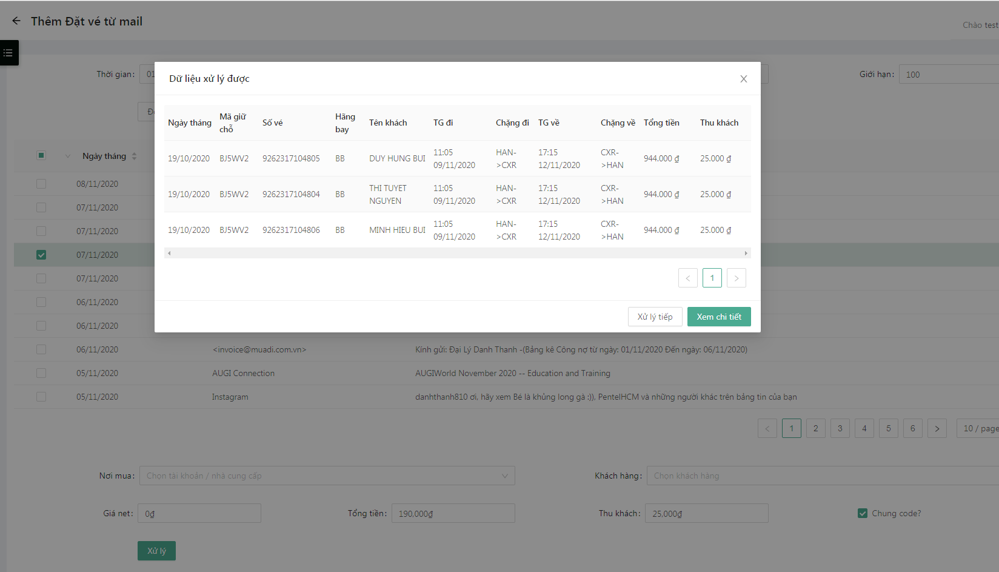 Thêm Đặt vé từ mail
Chào test
Thời gian: 01
Giới hạn: 100
Dữ liệu xử lý được
Ngày tháng Mã giữ chỗ Số vé Hãng bay Tên khách TG đi Chặng đi TG về Chặng về Tổng tiền Thu khách
19/10/2020 BJ5WV2 9262317104805 BB DUY HUNG BUI 11:05 09/11/2020 HAN->CXR 17:15 12/11/2020 CXR->HAN 944.000 ₫ 25.000 ₫
19/10/2020 BJ5WV2 9262317104804 BB THI TUYET NGUYEN 11:05 09/11/2020 HAN->CXR 17:15 12/11/2020 CXR->HAN 944.000 ₫ 25.000 ₫
19/10/2020 BJ5WV2 9262317104806 BB MINH HIEU BUI 11:05 09/11/2020 HAN->CXR 17:15 12/11/2020 CXR->HAN 944.000 ₫ 25.000 ₫
< 1 >
Xử lý tiếp Xem chi tiết
Ngày tháng
08/11/2020
07/11/2020
07/11/2020
07/11/2020
07/11/2020
06/11/2020
06/11/2020
06/11/2020 <invoice@muadi.com.vn> Kính gửi: Đại Lý Danh Thanh -(Bảng kê Công nợ từ ngày: 01/11/2020 Đến ngày: 06/11/2020)
05/11/2020 AUGI Connection AUGIWorld November 2020 -- Education and Training
05/11/2020 Instagram danhthanh810 ơi, hãy xem Bé là khủng long gà :)), PentelHCM và những người khác trên bảng tin của bạn
< 1 2 3 4 5 6 > 10 / page
Nơi mua: Chọn tài khoản / nhà cung cấp
Khách hàng: Chọn khách hàng
Giá net: 0₫
Tổng tiền: 190,000₫
Thu khách: 25,000₫
Chung code?
Xử lý